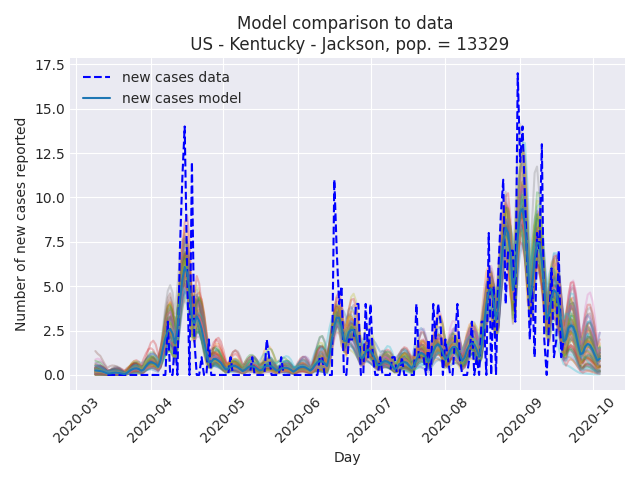 Model comparison to data
US - Kentucky - Jackson, pop. = 13329
new cases data
new cases model
Number of new cases reported
17.5
15.0
12.5
10.0
7.5
5.0
2.5
0.0
2020-03
2020-04
2020-05
2020-06
2020-07
2020-08
2020-09
2020-10
Day